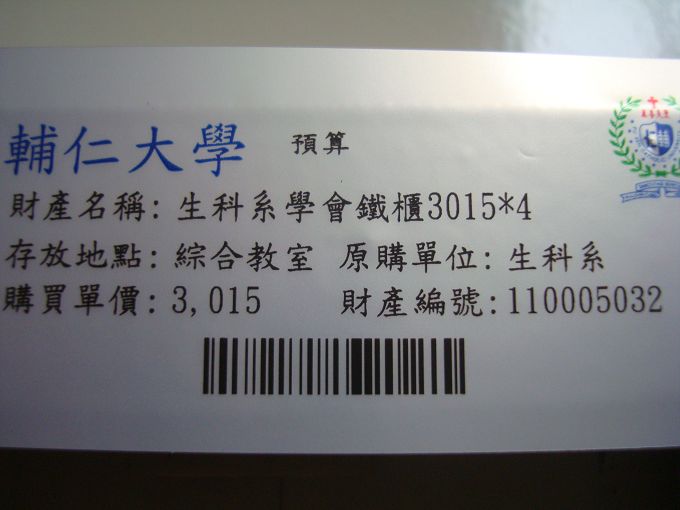 輔仁大學 預算
財產名稱: 生科系學會鐵櫃3015*4
存放地點: 綜合教室 原購單位: 生科系
購買單價: 3,015 財產編號:110005032